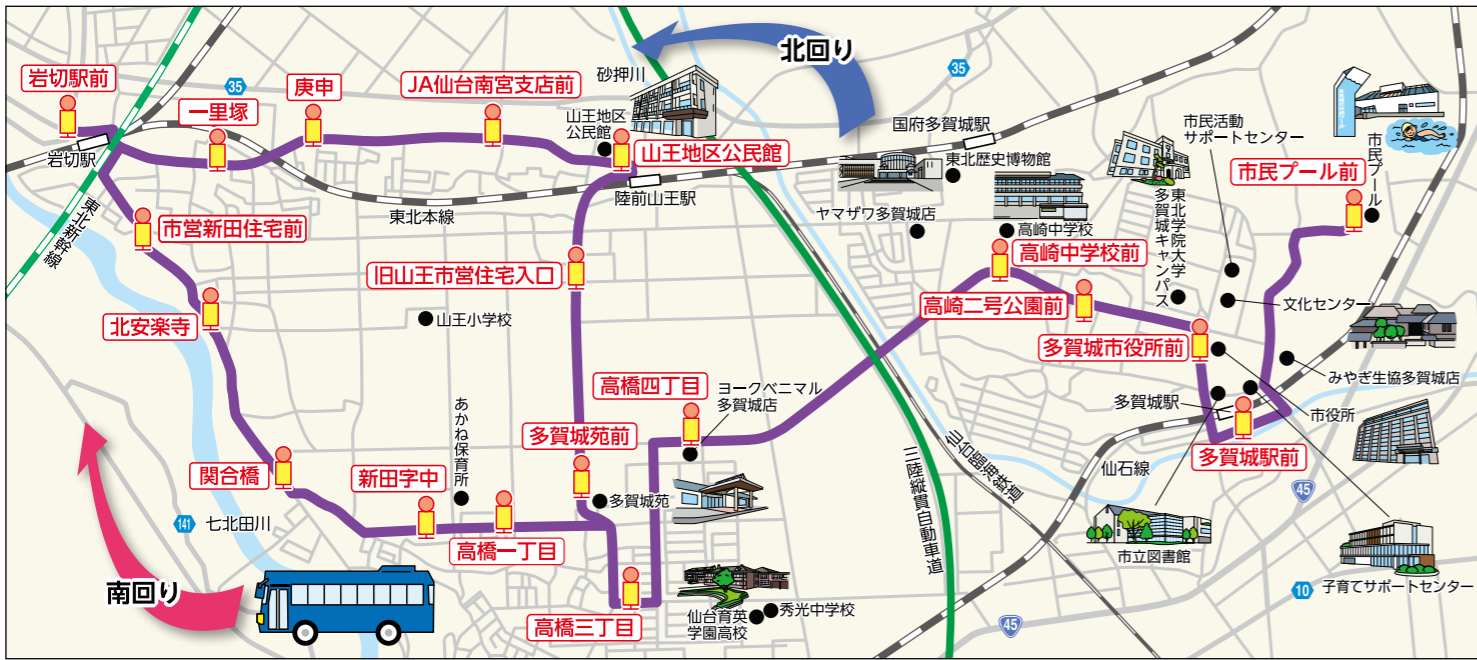 北回り
35
35
岩切駅前
一里塚
庚申
JA仙台南宮支店前
砂押川
山王地区
公民館
山王地区公民館
岩切駅
東北本線
陸前山王駅
国府多賀城駅
東北歴史博物館
ヤマザワ多賀城店
高崎中学校
高崎中学校前
高崎二号公園前
東北学院大学
多賀城キャンパス
市民活動
サポートセンター
市民プール前
市民プール
文化センター
多賀城市役所前
みやぎ生協多賀城店
市役所
多賀城駅
多賀城駅前
東北新幹線
市営新田住宅前
旧山王市営住宅入口
北安楽寺
山王小学校
高橋四丁目
ヨークベニマル
多賀城店
あかね保育所
多賀城苑前
関合橋
新田字中
多賀城苑
高橋一丁目
141
七北田川
南回り
高橋三丁目
仙台育英
学園高校
秀光中学校
三陸縦貫自動車道
仙台臨海鉄道
仙石線
45
市立図書館
10
子育てサポートセンター
45